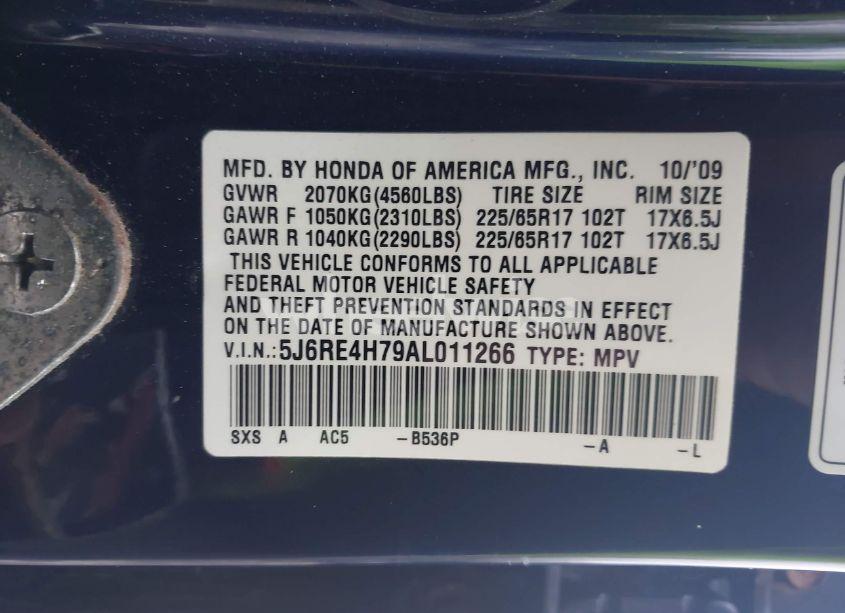 MFD. BY HONDA OF AMERICA MFG., INC. 10/'09
GVWR 2070KG(4560LBS) TIRE SIZE RIM SIZE
GAWR F 1050KG(2310LBS) 225/65R17 102T 17X6.5J
GAWR R 1040KG(2290LBS) 225/65R17 102T 17X6.5J
THIS VEHICLE CONFORMS TO ALL APPLICABLE
FEDERAL MOTOR VEHICLE SAFETY
AND THEFT PREVENTION STANDARDS IN EFFECT
ON THE DATE OF MANUFACTURE SHOWN ABOVE.
V.I.N.:5J6RE4H79AL011266 TYPE: MPV
SXS A AC5 -B536P -A -L